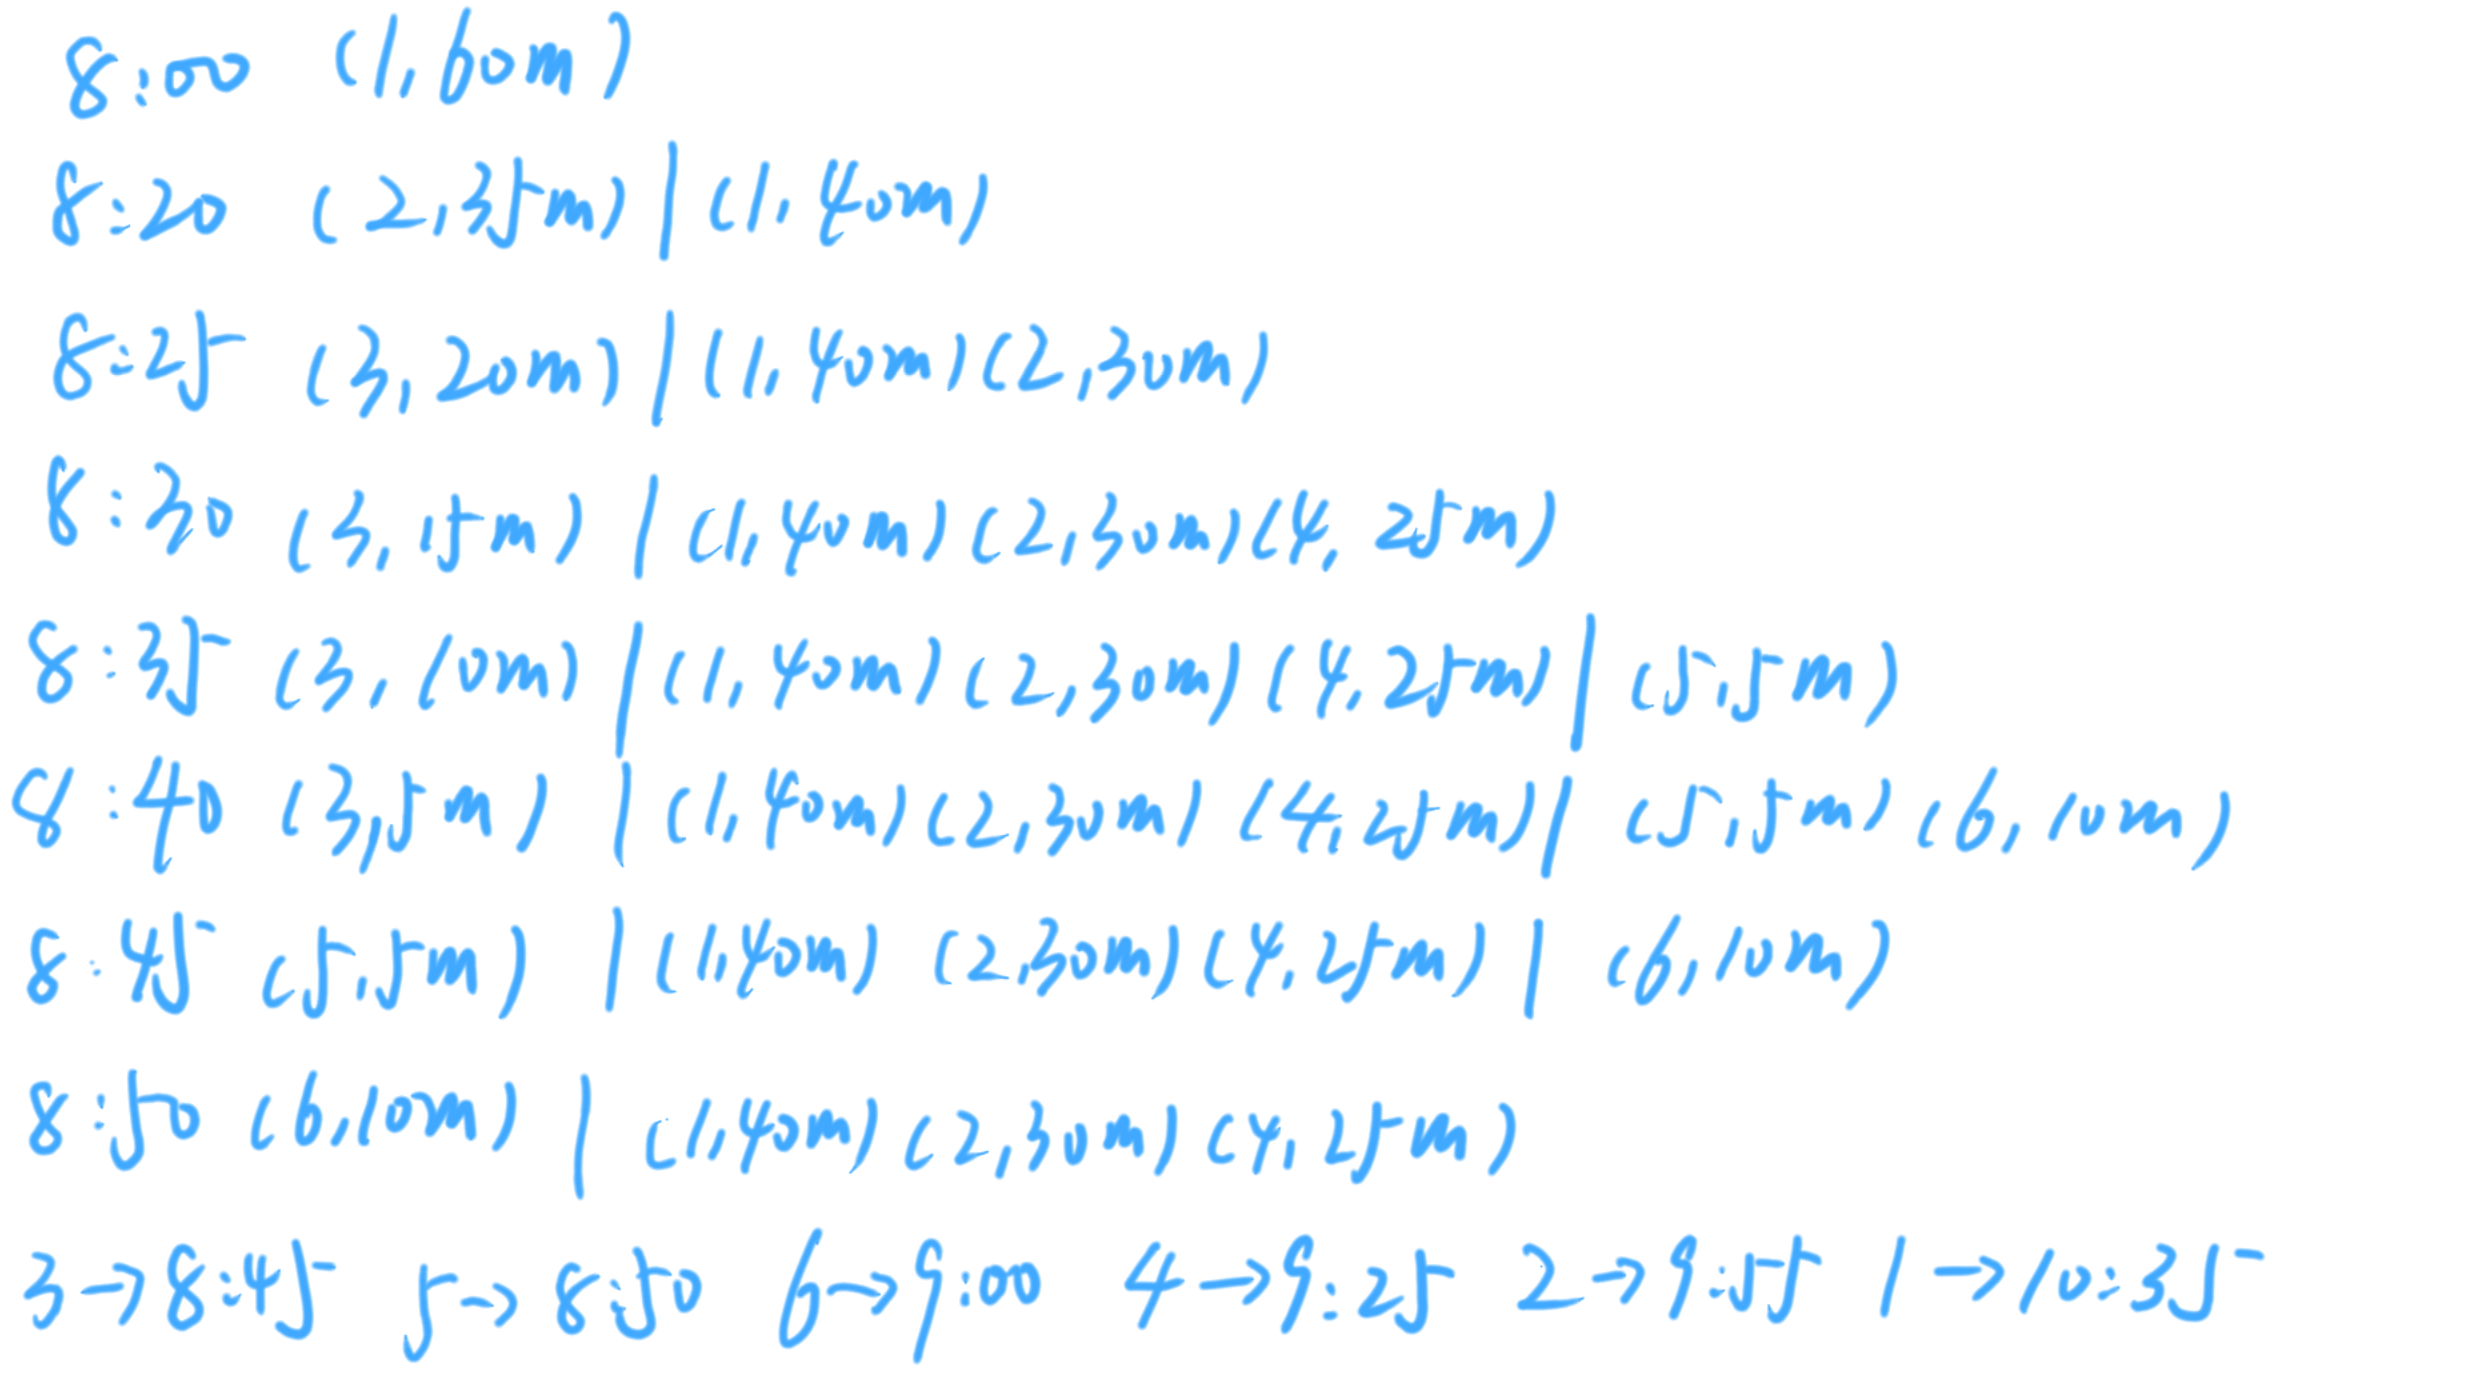 8:00 (1,60m)
8:20 (2,35m) | (1,40m)
8:25 (3,20m) | (1,40m) (2,30m)
8:30 (3,15m) | (1,40m) (2,30m) (4,25m)
8:35 (3,10m) | (1,40m) (2,30m) (4,25m) | (5,5m)
8:40 (3,5m) | (1,40m) (2,30m) (4,25m) | (5,5m) (6,10m)
8:45 (5,5m) | (1,40m) (2,30m) (4,25m) | (6,10m)
8:50 (6,10m) | (1,40m) (2,30m) (4,25m)
3→8:45 5→8:50 6→9:00 4→9:25 2→9:55 1→10:35